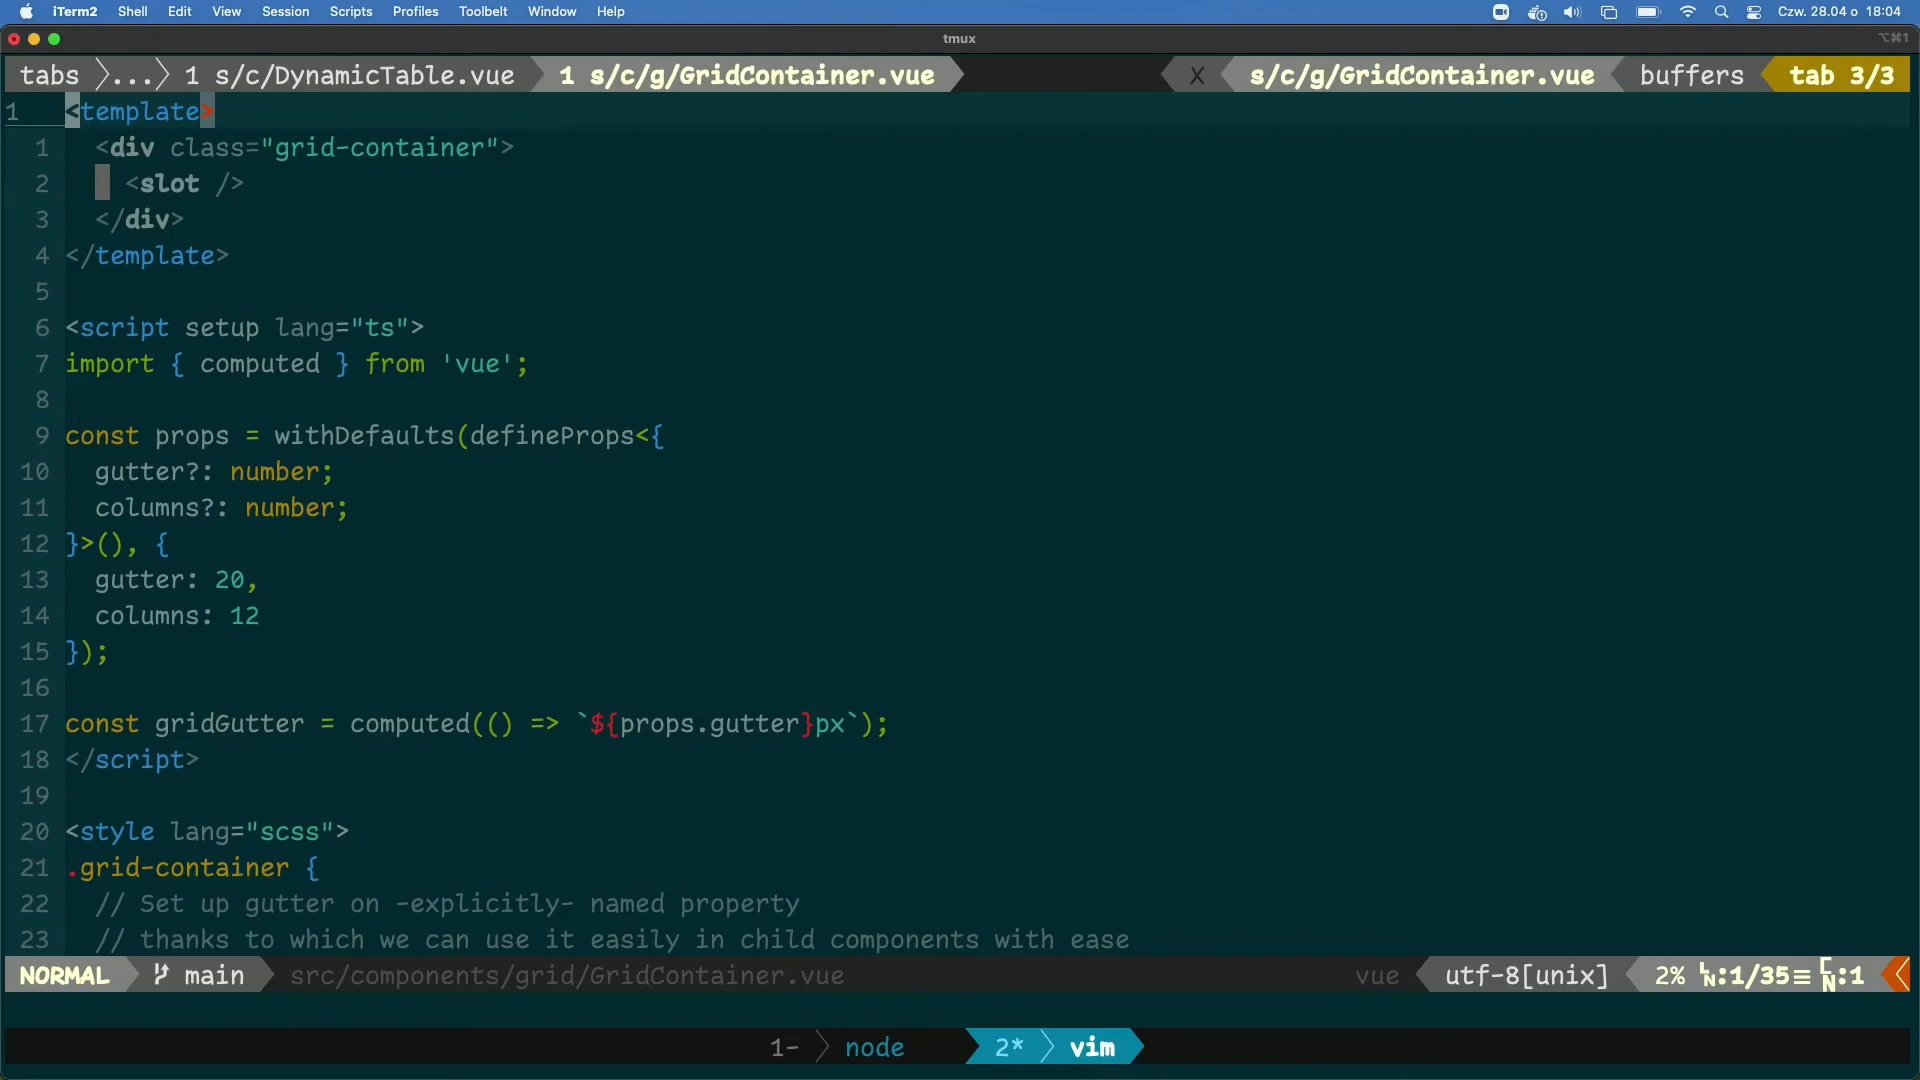 iTerm2 Shell Edit View Session Scripts Profiles Toolbelt Window Help Czw. 28.04 o 18:04
tmux ⌥⌘1
tabs ... 1 s/c/DynamicTable.vue 1 s/c/g/GridContainer.vue X s/c/g/GridContainer.vue buffers tab 3/3
1 <template>
1 <div class="grid-container">
2 <slot />
3 </div>
4 </template>
5
6 <script setup lang="ts">
7 import { computed } from 'vue';
8
9 const props = withDefaults(defineProps<{
10 gutter?: number;
11 columns?: number;
12 }>(), {
13 gutter: 20,
14 columns: 12
15 });
16
17 const gridGutter = computed(() => `${props.gutter}px`);
18 </script>
19
20 <style lang="scss">
21 .grid-container {
22 // Set up gutter on -explicitly- named property
23 // thanks to which we can use it easily in child components with ease
NORMAL main src/components/grid/GridContainer.vue vue utf-8[unix] 2% ␊:1/35≡ ℅:1
1- node 2* vim